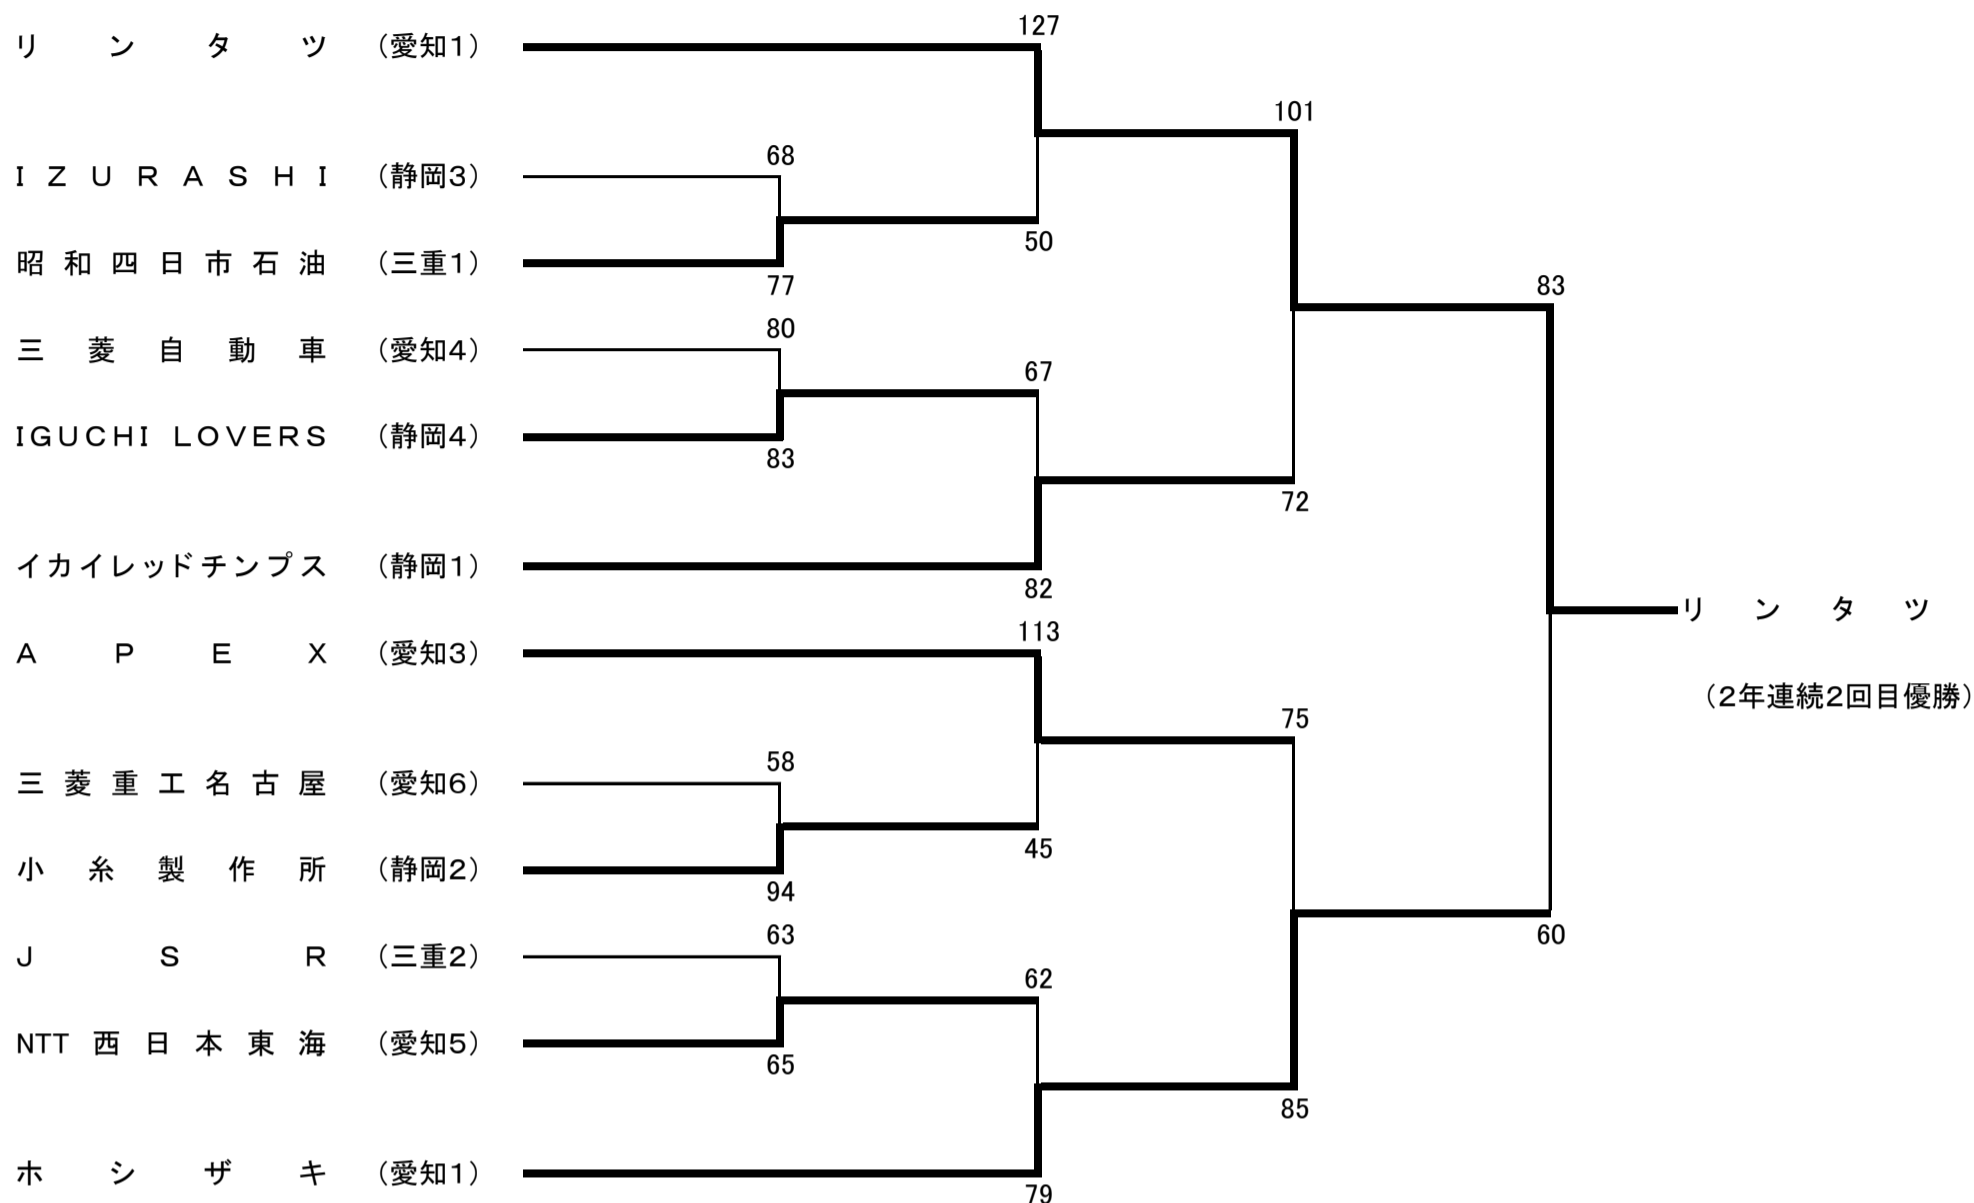 127
リンタツ (愛知1)
101
68
IZURASHI (静岡3)
50
昭和四日市石油 (三重1)
77
83
80
三菱自動車 (愛知4)
67
IGUCHI LOVERS (静岡4)
83
72
イカイレッドチンプス (静岡1)
82
リンタツ
113
APEX (愛知3)
(2年連続2回目優勝)
75
58
三菱重工名古屋 (愛知6)
45
小糸製作所 (静岡2)
94
63
60
JSR (三重2)
62
NTT西日本東海 (愛知5)
65
85
ホシザキ (愛知1)
79